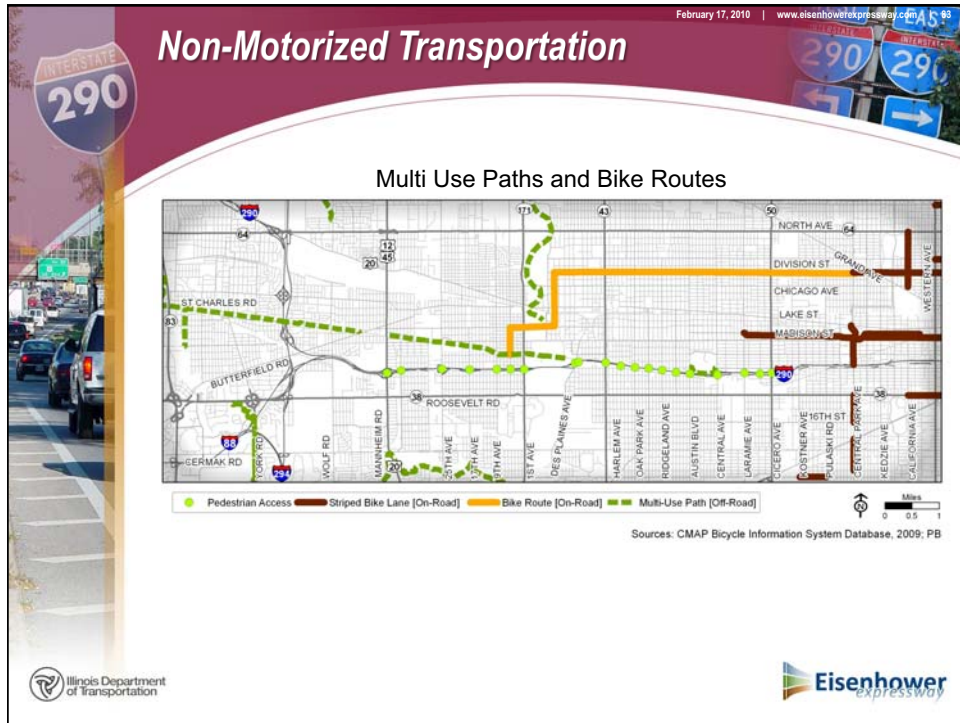 February 17, 2010 | www.eisenhowerexpressway.com | 93
Non-Motorized Transportation
INTERSTATE
290
EAST
INTERSTATE
290
290
Multi Use Paths and Bike Routes
290
64
171
43
50
NORTH AVE
64
12
45
20
DIVISION ST
GRAND AVE
WESTERN AVE
CHICAGO AVE
ST CHARLES RD
LAKE ST
83
MADISON ST
BUTTERFIELD RD
290
38
ROOSEVELT RD
38
16TH ST
88
CERMAK RD
YORK RD
294
WOLF RD
MANNHEIM RD
20
25TH AVE
17TH AVE
9TH AVE
1ST AVE
DES PLAINES AVE
HARLEM AVE
OAK PARK AVE
RIDGELAND AVE
AUSTIN BLVD
CENTRAL AVE
LARAMIE AVE
CICERO AVE
KOSTNER AVE
PULASKI RD
CENTRAL PARK AVE
KEDZIE AVE
CALIFORNIA AVE
Pedestrian Access Striped Bike Lane [On-Road] Bike Route [On-Road] Multi-Use Path [Off-Road]
N
Miles
0 0.5 1
Sources: CMAP Bicycle Information System Database, 2009; PB
Illinois Department
of Transportation
Eisenhower
expressway